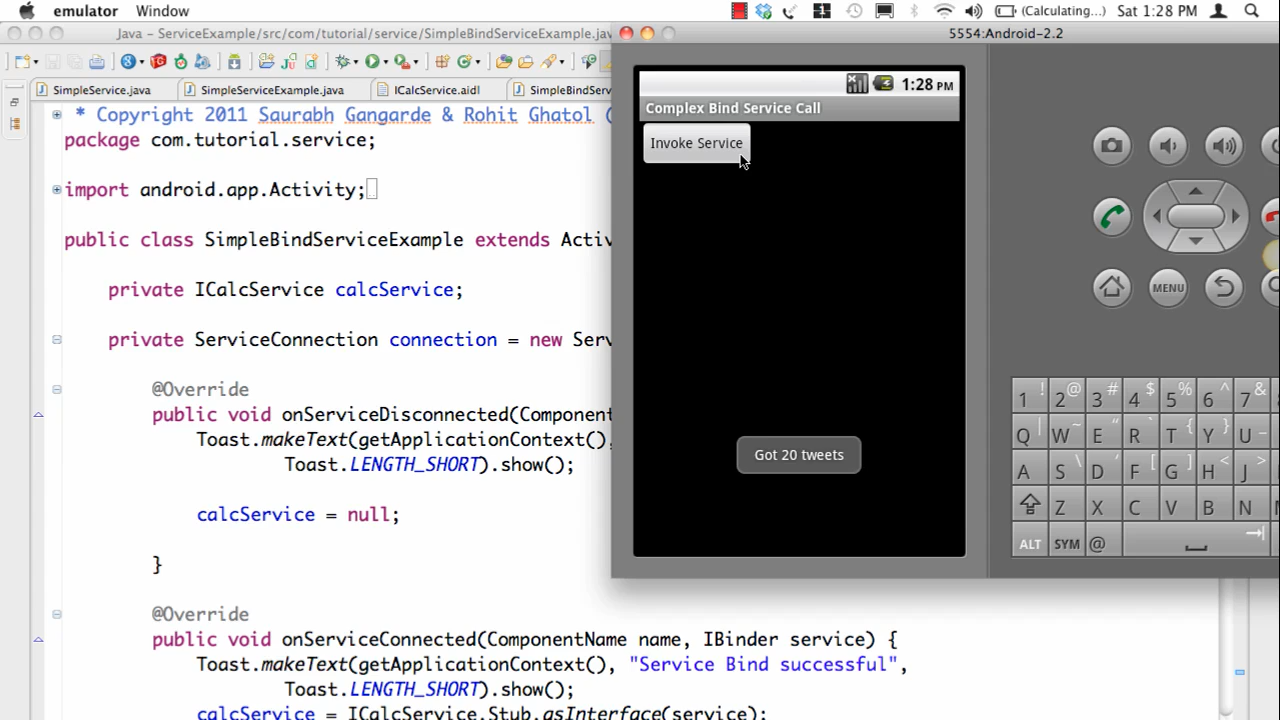 emulator Window
(Calculating...) Sat 1:28 PM
Java - ServiceExample/src/com/tutorial/service/SimpleBindServiceExample.jav
5554:Android-2.2
SimpleService.java SimpleServiceExample.java ICalcService.aidl SimpleBindServ
* Copyright 2011 Saurabh Gangarde & Rohit Ghatol (
package com.tutorial.service;
import android.app.Activity;
public class SimpleBindServiceExample extends Activ
private ICalcService calcService;
private ServiceConnection connection = new Serv
@Override
public void onServiceDisconnected(Component
Toast.makeText(getApplicationContext(),
Toast.LENGTH_SHORT).show();
calcService = null;
}
@Override
public void onServiceConnected(ComponentName name, IBinder service) {
Toast.makeText(getApplicationContext(), "Service Bind successful",
Toast.LENGTH_SHORT).show();
calcService = ICalcService.Stub.asInterface(service);
1:28 PM
Complex Bind Service Call
Invoke Service
Got 20 tweets
MENU
1 ! 2 @ 3 # 4 $ 5 % 6 ^ 7 &
Q | W ~ E “ R ` T { Y } U _
A S \ D ' F [ G ] H < J >
Z X C V B N
ALT SYM @